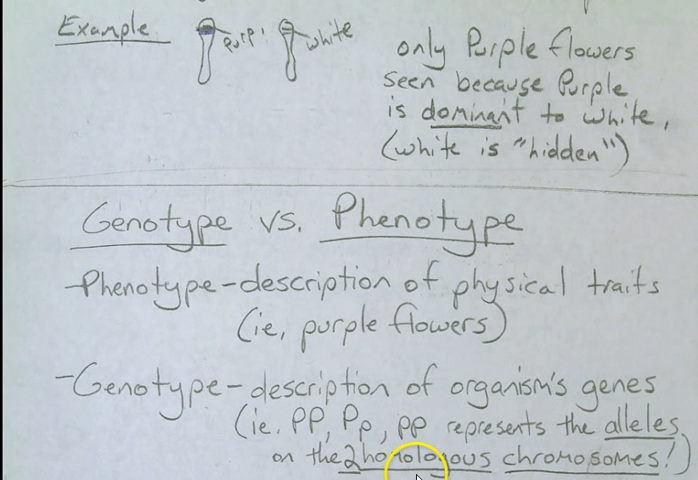 Example
purp
white
only Purple flowers
seen because Purple
is dominant to white.
(white is "hidden")
Genotype vs. Phenotype
-Phenotype-description of physical traits
(ie, purple flowers)
-Genotype-description of organism's genes
(ie. PP, Pp, pp represents the alleles
on the 2 homologous chromosomes!)